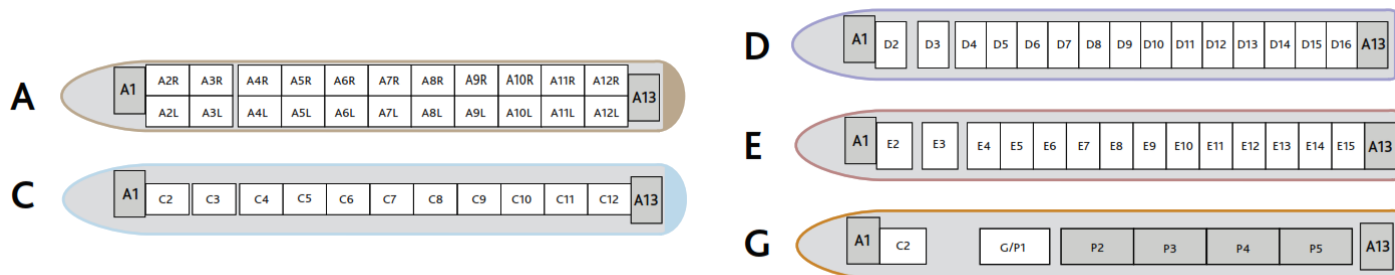 A
A1 A2R A3R A4R A5R A6R A7R A8R A9R A10R A11R A12R A13
A2L A3L A4L A5L A6L A7L A8L A9L A10L A11L A12L
C
A1 C2 C3 C4 C5 C6 C7 C8 C9 C10 C11 C12 A13
D
A1 D2 D3 D4 D5 D6 D7 D8 D9 D10 D11 D12 D13 D14 D15 D16 A13
E
A1 E2 E3 E4 E5 E6 E7 E8 E9 E10 E11 E12 E13 E14 E15 A13
G
A1 C2 G/P1 P2 P3 P4 P5 A13